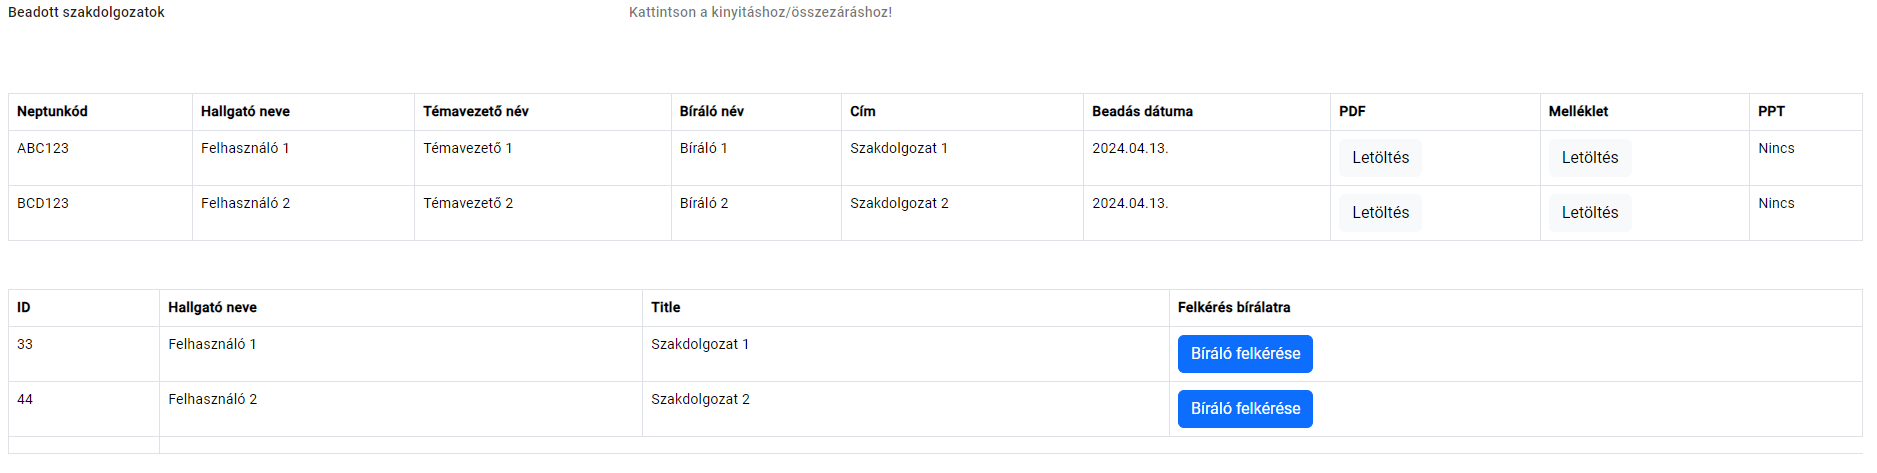 Beadott szakdolgozatok Kattintson a kinyitáshoz/összezáráshoz!
Neptunkód Hallgató neve Témavezető név Bíráló név Cím Beadás dátuma PDF Melléklet PPT
ABC123 Felhasználó 1 Témavezető 1 Bíráló 1 Szakdolgozat 1 2024.04.13. Letöltés Letöltés Nincs
BCD123 Felhasználó 2 Témavezető 2 Bíráló 2 Szakdolgozat 2 2024.04.13. Letöltés Letöltés Nincs
ID Hallgató neve Title Felkérés bírálatra
33 Felhasználó 1 Szakdolgozat 1 Bíráló felkérése
44 Felhasználó 2 Szakdolgozat 2 Bíráló felkérése